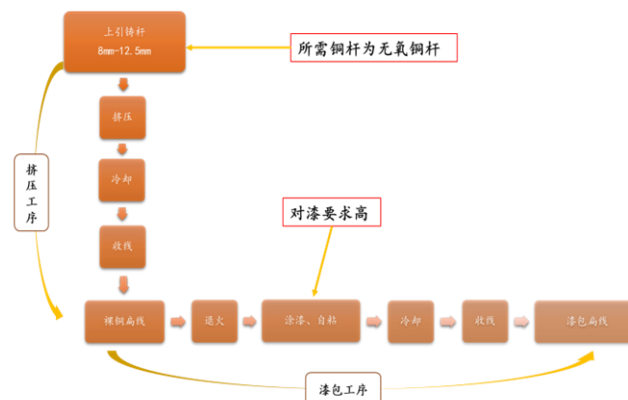 上引铸杆
8mm-12.5mm
所需铜杆为无氧铜杆
挤压
冷却
收线
挤压工序
对漆要求高
裸铜扁线
退火
涂漆、自粘
冷却
收线
漆包扁线
漆包工序